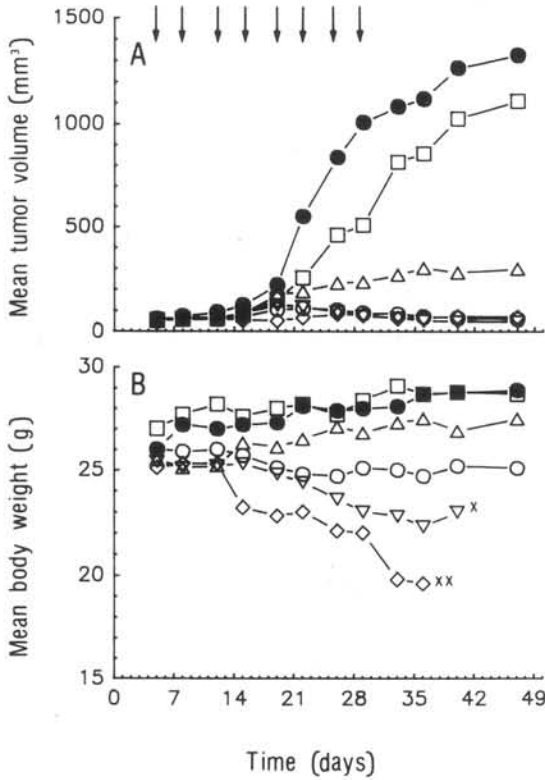 A
Mean tumor volume (mm³)
1500
1000
500
0
B
Mean body weight (g)
30
25
20
15
x
xx
0 7 14 21 28 35 42 49
Time (days)